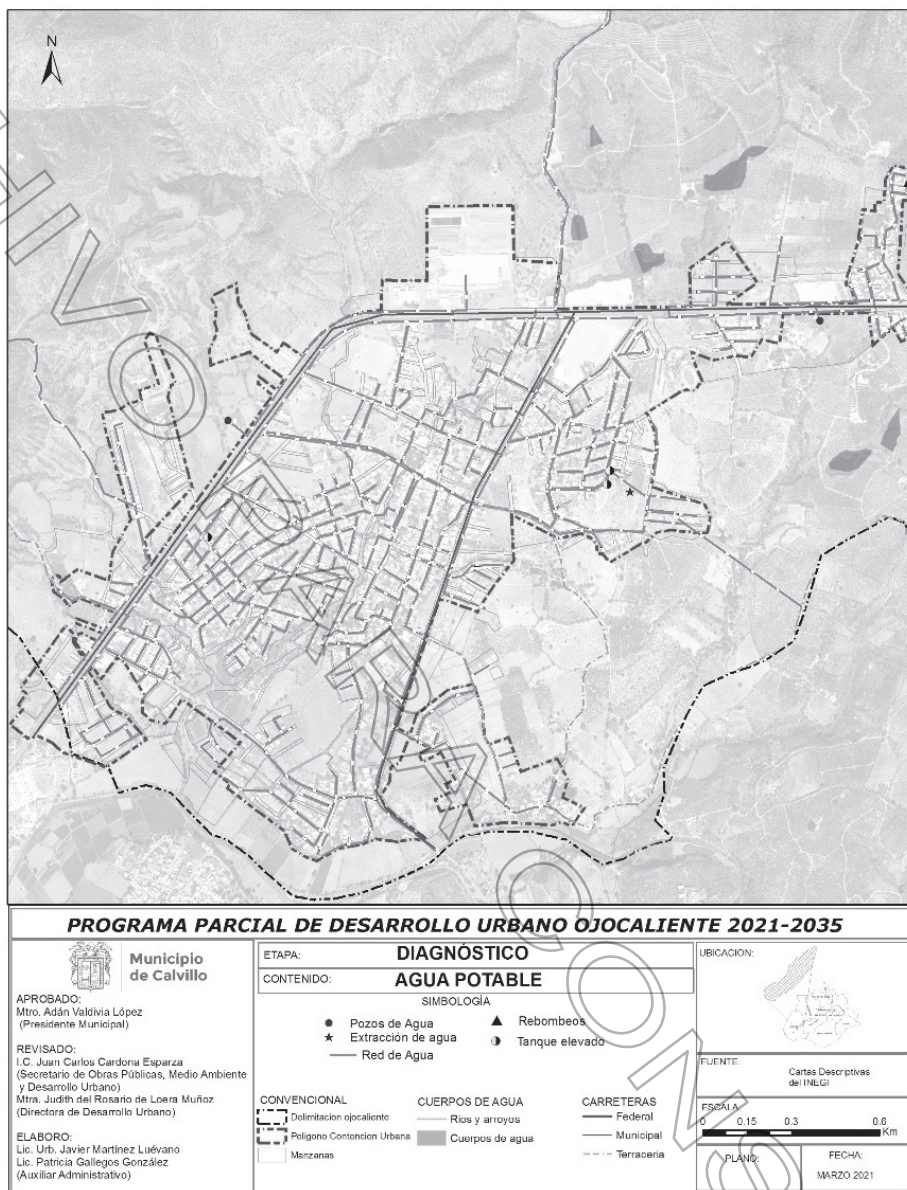 N
PROGRAMA PARCIAL DE DESARROLLO URBANO OJOCALIENTE 2021-2035
Municipio
de Calvillo
APROBADO:
Mtro. Adán Valdivia López
(Presidente Municipal)
REVISADO:
I.C. Juan Carlos Cardona Esparza
(Secretario de Obras Públicas, Medio Ambiente
y Desarrollo Urbano)
Mtra. Judith del Rosario de Loera Muñoz
(Directora de Desarrollo Urbano)
ELABORO:
Lic. Urb. Javier Martínez Luévano
Lic. Patricia Gallegos González
(Auxiliar Administrativo)
ETAPA: DIAGNÓSTICO
CONTENIDO: AGUA POTABLE
SIMBOLOGÍA
Pozos de Agua
Rebombeos
Extracción de agua
Tanque elevado
Red de Agua
CONVENCIONAL
Delimitacion ojocaliente
Poligono Contencion Urbana
Manzanas
CUERPOS DE AGUA
Rios y arroyos
Cuerpos de agua
CARRETERAS
Federal
Municipal
Terraceria
UBICACION:
FUENTE:
Cartas Descriptivas
del INEGI
ESCALA
0 0.15 0.3 0.6
Km
PLANO:
FECHA:
MARZO 2021